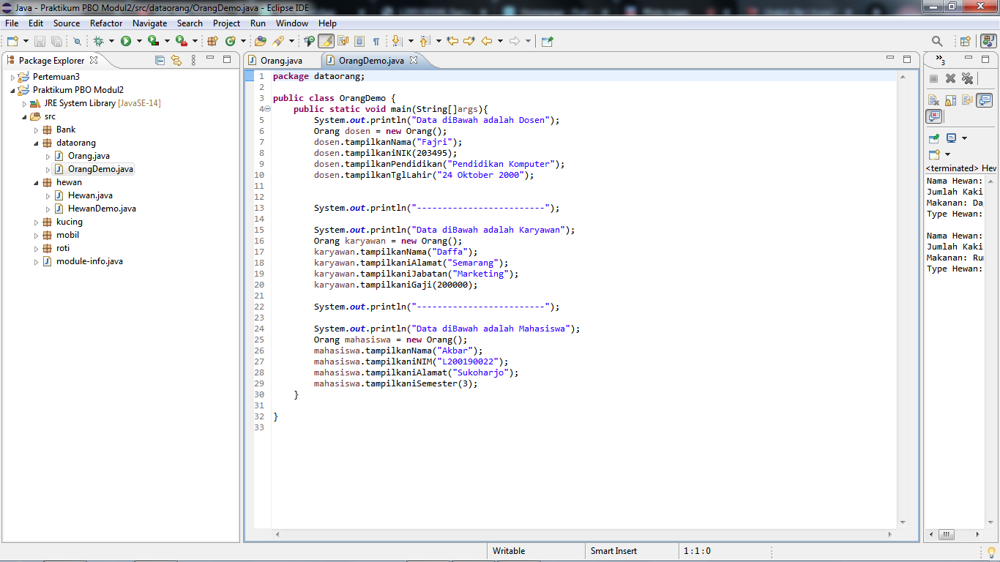 Java - Praktikum PBO Modul2/src/dataorang/OrangDemo.java - Eclipse IDE
File Edit Source Refactor Navigate Search Project Run Window Help
Package Explorer
Pertemuan3
Praktikum PBO Modul2
JRE System Library [JavaSE-14]
src
Bank
dataorang
Orang.java
OrangDemo.java
hewan
Hewan.java
HewanDemo.java
kucing
mobil
roti
module-info.java
Orang.java OrangDemo.java
1 package dataorang;
2
3 public class OrangDemo {
4 public static void main(String[]args){
5 System.out.println("Data diBawah adalah Dosen");
6 Orang dosen = new Orang();
7 dosen.tampilkanNama("Fajri");
8 dosen.tampilkaniNIK(203495);
9 dosen.tampilkanPendidikan("Pendidikan Komputer");
10 dosen.tampilkanTglLahir("24 Oktober 2000");
11
12
13 System.out.println("-------------------------");
14
15 System.out.println("Data diBawah adalah Karyawan");
16 Orang karyawan = new Orang();
17 karyawan.tampilkanNama("Daffa");
18 karyawan.tampilkaniAlamat("Semarang");
19 karyawan.tampilkaniJabatan("Marketing");
20 karyawan.tampilkaniGaji(200000);
21
22 System.out.println("-------------------------");
23
24 System.out.println("Data diBawah adalah Mahasiswa");
25 Orang mahasiswa = new Orang();
26 mahasiswa.tampilkanNama("Akbar");
27 mahasiswa.tampilkaniNIM("L200190022");
28 mahasiswa.tampilkaniAlamat("Sukoharjo");
29 mahasiswa.tampilkaniSemester(3);
30 }
31
32 }
33
»3
<terminated> Hew
Nama Hewan:
Jumlah Kaki
Makanan: Da
Type Hewan:
Nama Hewan:
Jumlah Kaki
Makanan: Ru
Type Hewan:
Writable Smart Insert 1 : 1 : 0